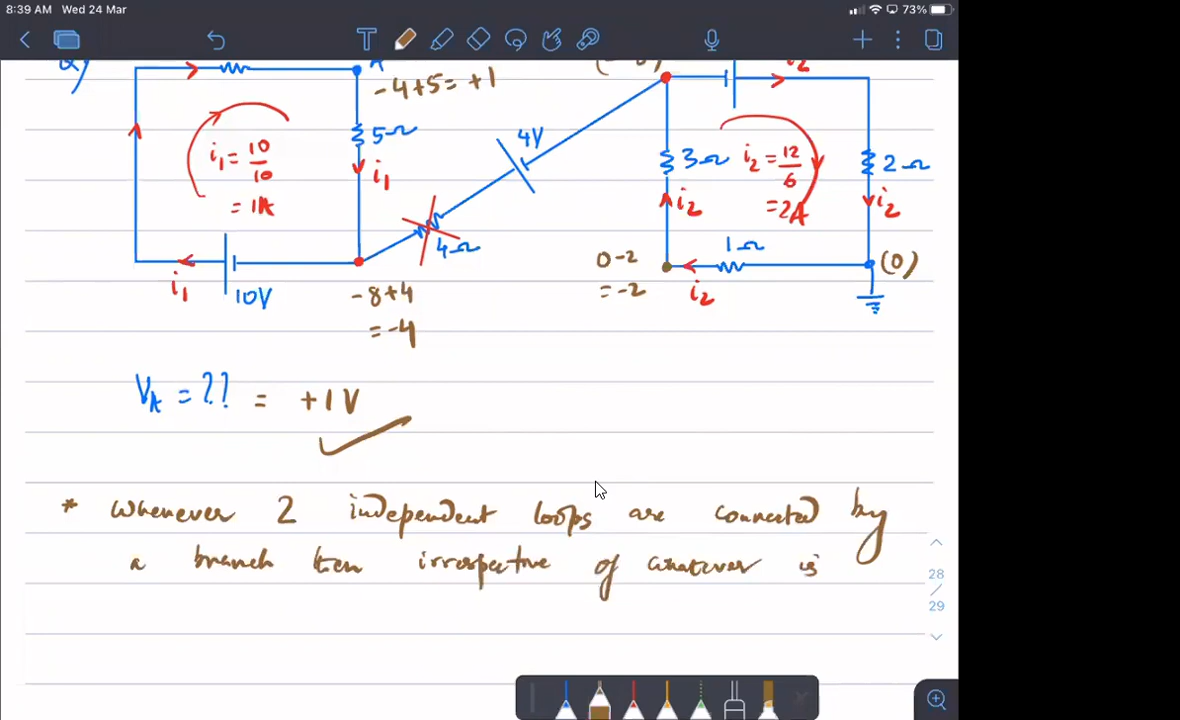 8:39 AM Wed 24 Mar
73%
T
Q)
A
-4+5=+1
5Ω
i₁ = 10/10
= 1A
i₁
4V
4Ω
3Ω
i₂ = 12/6
= 2A
2Ω
i₂
i₂
i₂
1Ω
0-2
= -2
i₂
(0)
i₁
10V
-8+4
= -4
V_A = ?? = +1V
* Whenever 2 independent loops are connected by
a branch then irrespective of whatever is
28
/
29